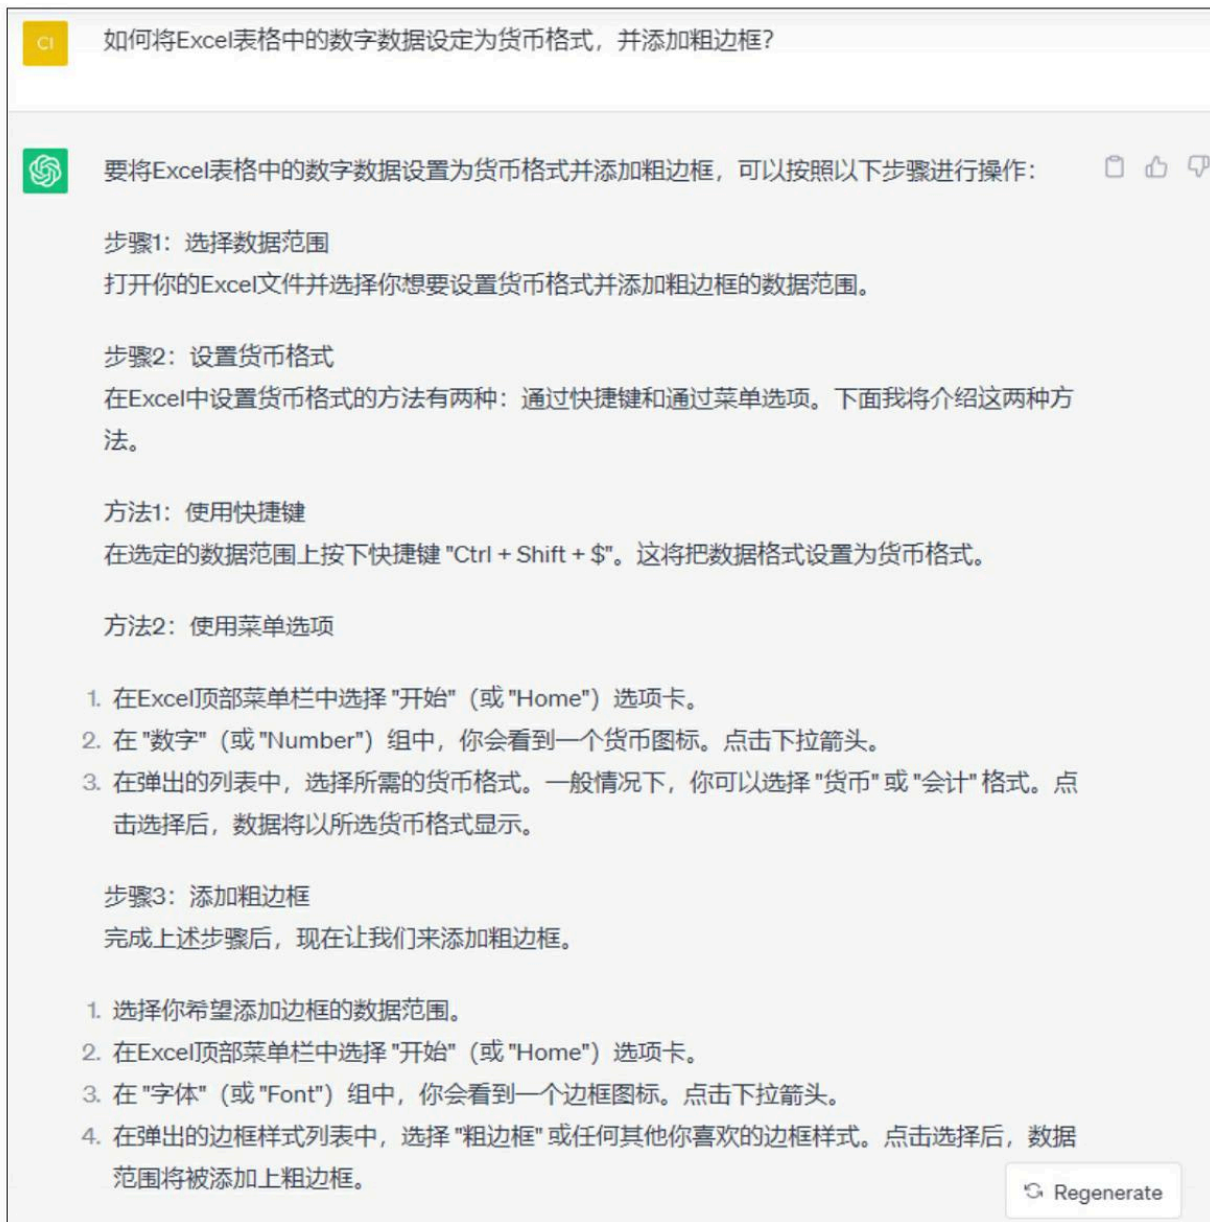 CI
如何将Excel表格中的数字数据设定为货币格式，并添加粗边框？
要将Excel表格中的数字数据设置为货币格式并添加粗边框，可以按照以下步骤进行操作：
步骤1：选择数据范围
打开你的Excel文件并选择你想要设置货币格式并添加粗边框的数据范围。
步骤2：设置货币格式
在Excel中设置货币格式的方法有两种：通过快捷键和通过菜单选项。下面我将介绍这两种方
法。
方法1：使用快捷键
在选定的数据范围上按下快捷键 "Ctrl + Shift + $"。这将把数据格式设置为货币格式。
方法2：使用菜单选项
1. 在Excel顶部菜单栏中选择 "开始"（或 "Home"）选项卡。
2. 在 "数字"（或 "Number"）组中，你会看到一个货币图标。点击下拉箭头。
3. 在弹出的列表中，选择所需的货币格式。一般情况下，你可以选择 "货币" 或 "会计" 格式。点
击选择后，数据将以所选货币格式显示。
步骤3：添加粗边框
完成上述步骤后，现在让我们来添加粗边框。
1. 选择你希望添加边框的数据范围。
2. 在Excel顶部菜单栏中选择 "开始"（或 "Home"）选项卡。
3. 在 "字体"（或 "Font"）组中，你会看到一个边框图标。点击下拉箭头。
4. 在弹出的边框样式列表中，选择 "粗边框" 或任何其他你喜欢的边框样式。点击选择后，数据
范围将被添加上粗边框。
Regenerate